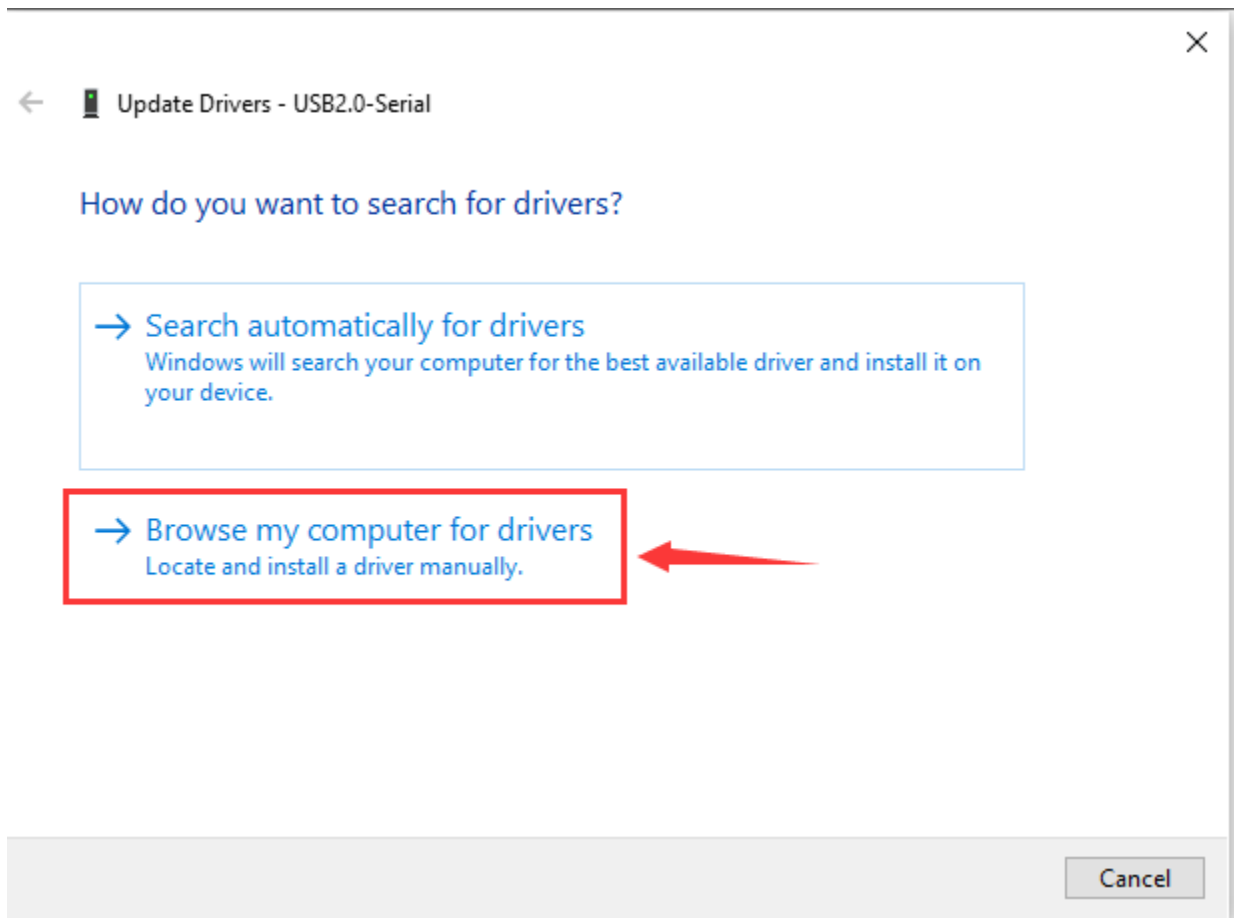 Update Drivers - USB2.0-Serial
How do you want to search for drivers?
Search automatically for drivers
Windows will search your computer for the best available driver and install it on
your device.
Browse my computer for drivers
Locate and install a driver manually.
Cancel